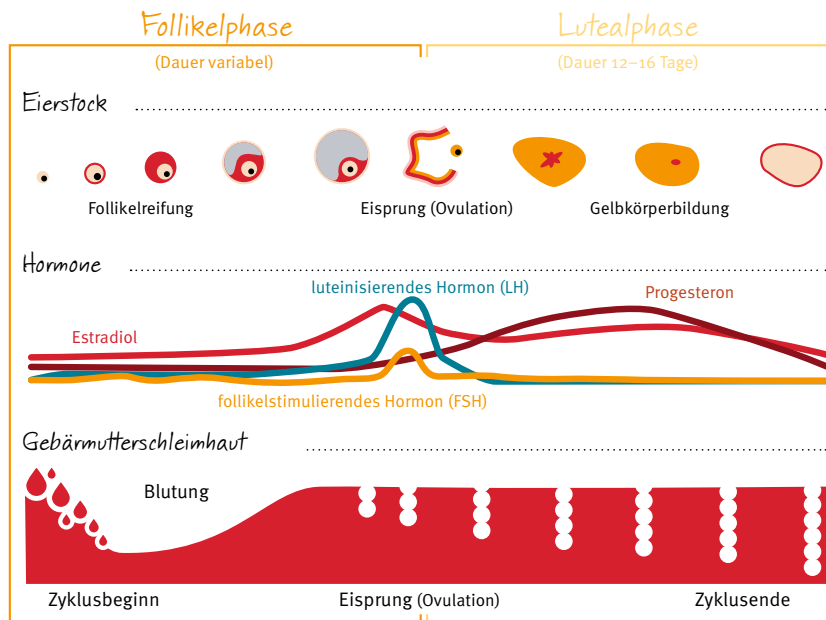 Follikelphase
Lutealphase
(Dauer variabel)
(Dauer 12–16 Tage)
Eierstock
Follikelreifung
Eisprung (Ovulation)
Gelbkörperbildung
Hormone
luteinisierendes Hormon (LH)
Progesteron
Estradiol
follikelstimulierendes Hormon (FSH)
Gebärmutterschleimhaut
Blutung
Zyklusbeginn
Eisprung (Ovulation)
Zyklusende